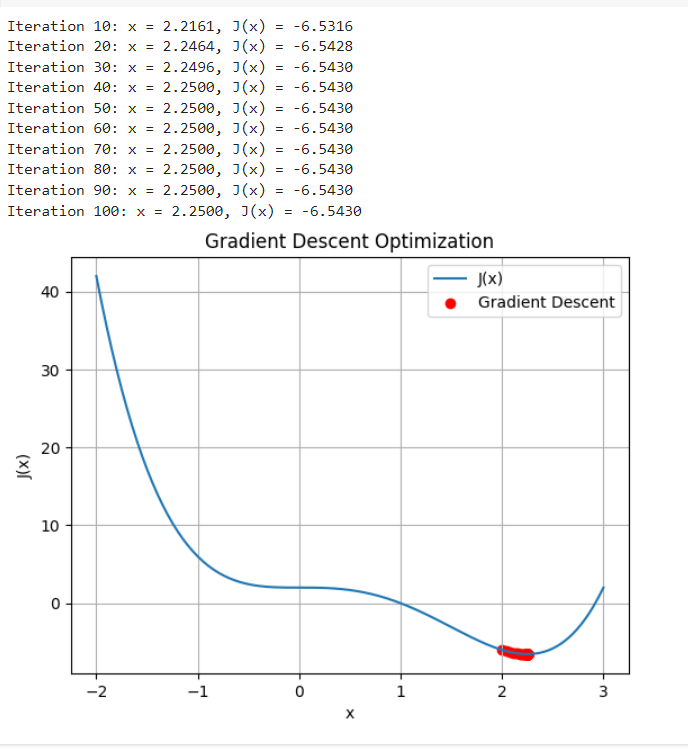 Iteration 10: x = 2.2161, J(x) = -6.5316
Iteration 20: x = 2.2464, J(x) = -6.5428
Iteration 30: x = 2.2496, J(x) = -6.5430
Iteration 40: x = 2.2500, J(x) = -6.5430
Iteration 50: x = 2.2500, J(x) = -6.5430
Iteration 60: x = 2.2500, J(x) = -6.5430
Iteration 70: x = 2.2500, J(x) = -6.5430
Iteration 80: x = 2.2500, J(x) = -6.5430
Iteration 90: x = 2.2500, J(x) = -6.5430
Iteration 100: x = 2.2500, J(x) = -6.5430
Gradient Descent Optimization
J(x)
Gradient Descent
40
30
20
10
0
J(x)
−2 −1 0 1 2 3
x